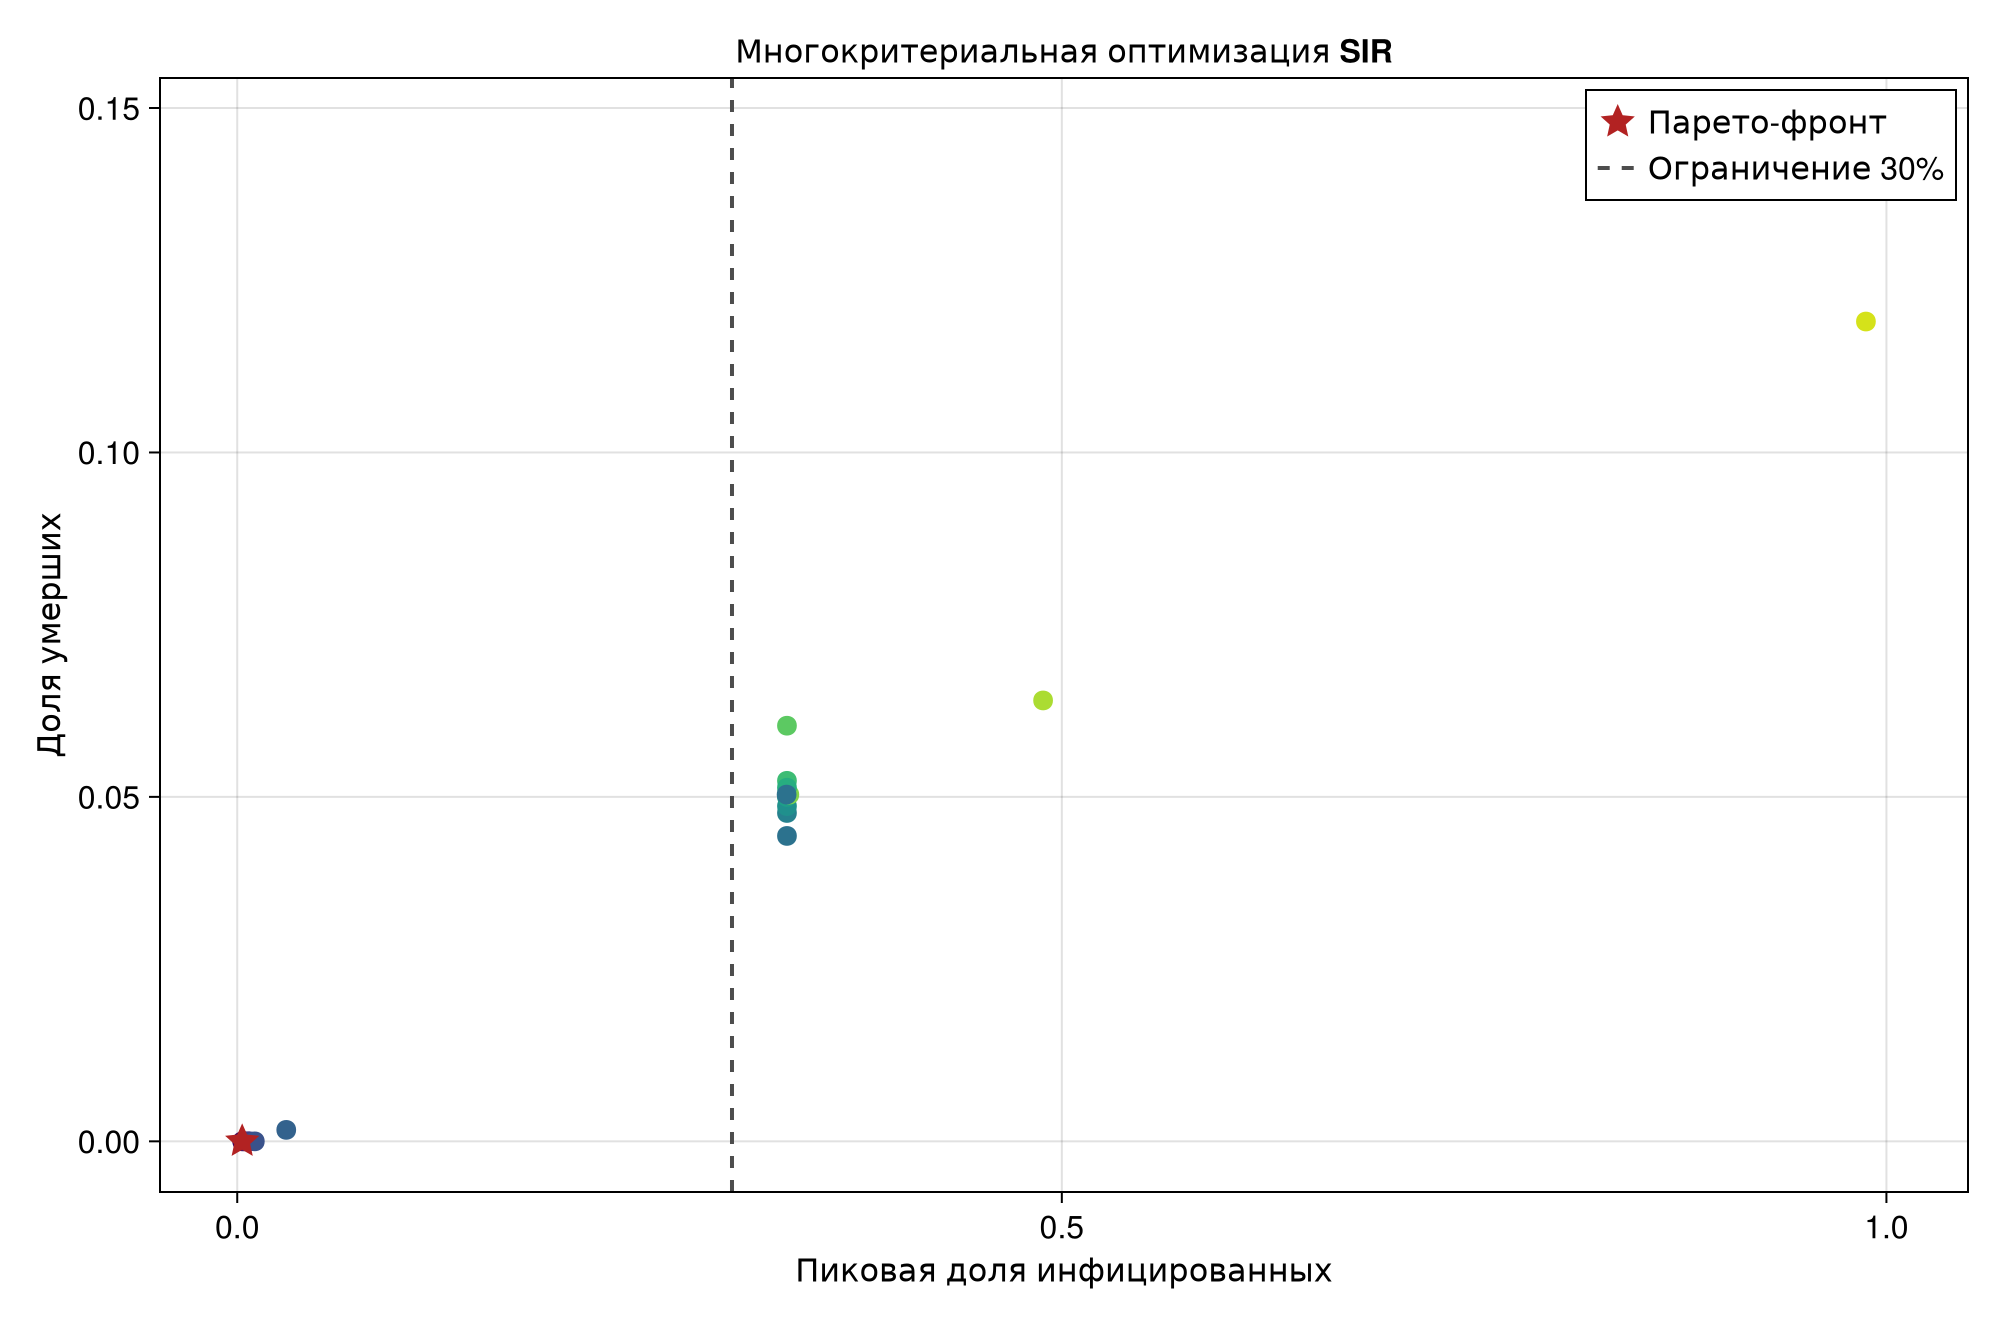 Многокритериальная оптимизация SIR
Парето-фронт
Ограничение 30%
0.15
0.10
0.05
0.00
Доля умерших
0.0
0.5
1.0
Пиковая доля инфицированных